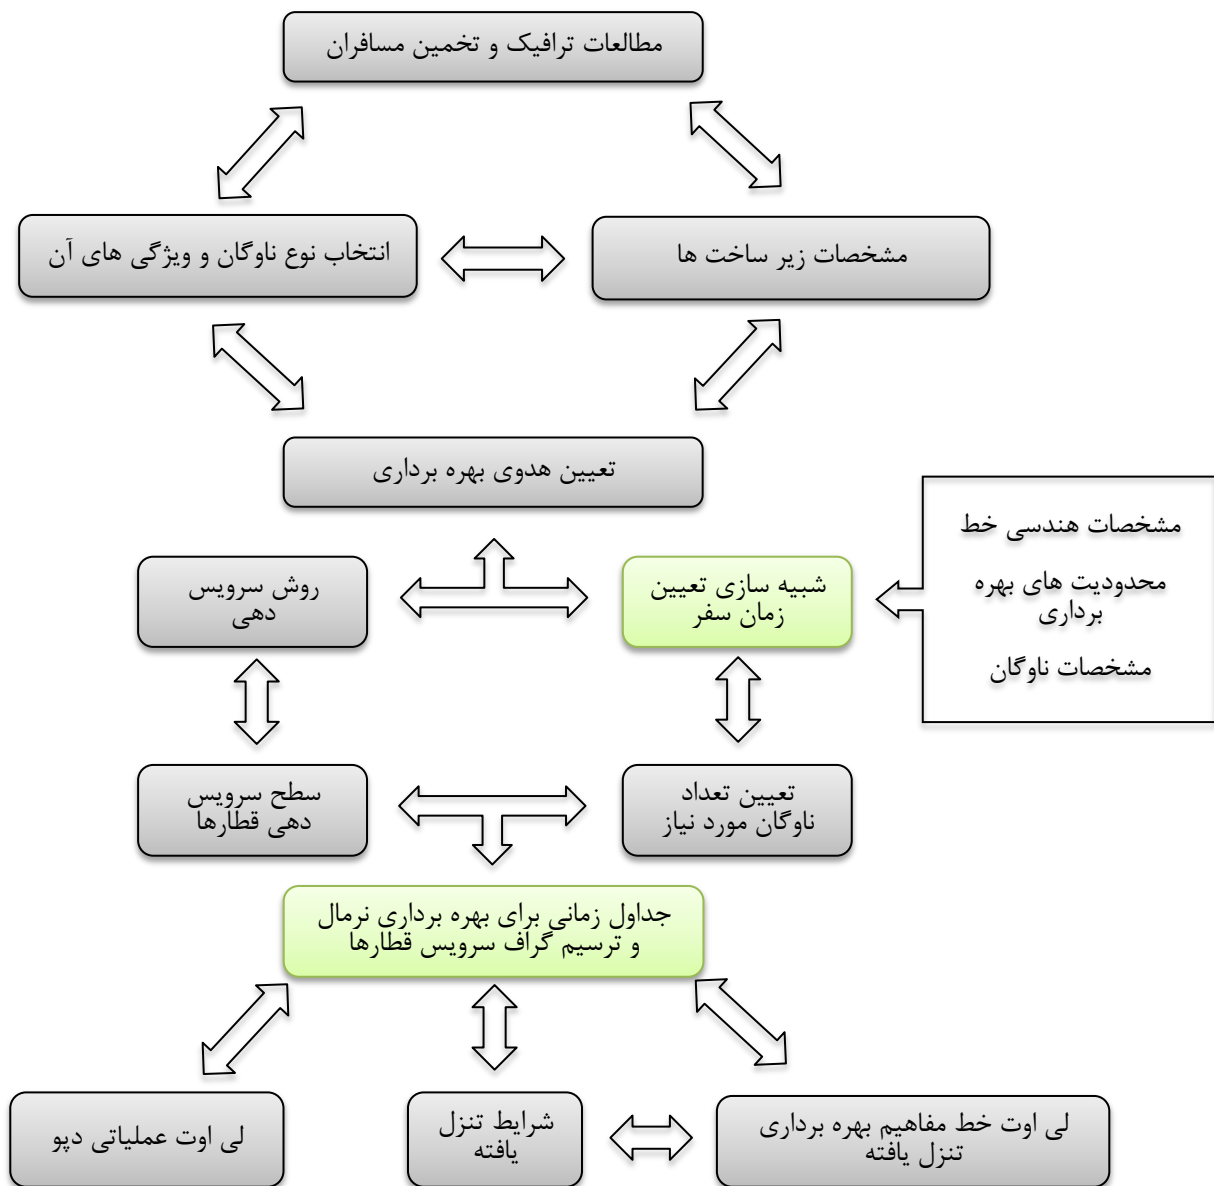 مطالعات ترافیک و تخمین مسافران
مشخصات زیر ساخت ها
انتخاب نوع ناوگان و ویژگی های آن
تعیین هدوی بهره برداری
مشخصات هندسی خط
محدودیت های بهره
برداری
مشخصات ناوگان
شبیه سازی تعیین
زمان سفر
روش سرویس
دهی
تعیین تعداد
ناوگان مورد نیاز
سطح سرویس
دهی قطارها
جداول زمانی برای بهره برداری نرمال
و ترسیم گراف سرویس قطارها
لی اوت خط مفاهیم بهره برداری
تنزل یافته
شرایط تنزل
یافته
لی اوت عملیاتی دپو